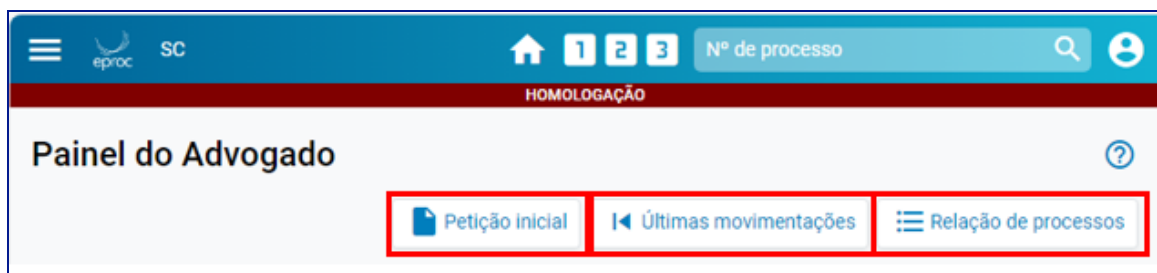 eproc SC 1 2 3 Nº de processo
HOMOLOGAÇÃO
Painel do Advogado
Petição inicial Últimas movimentações Relação de processos